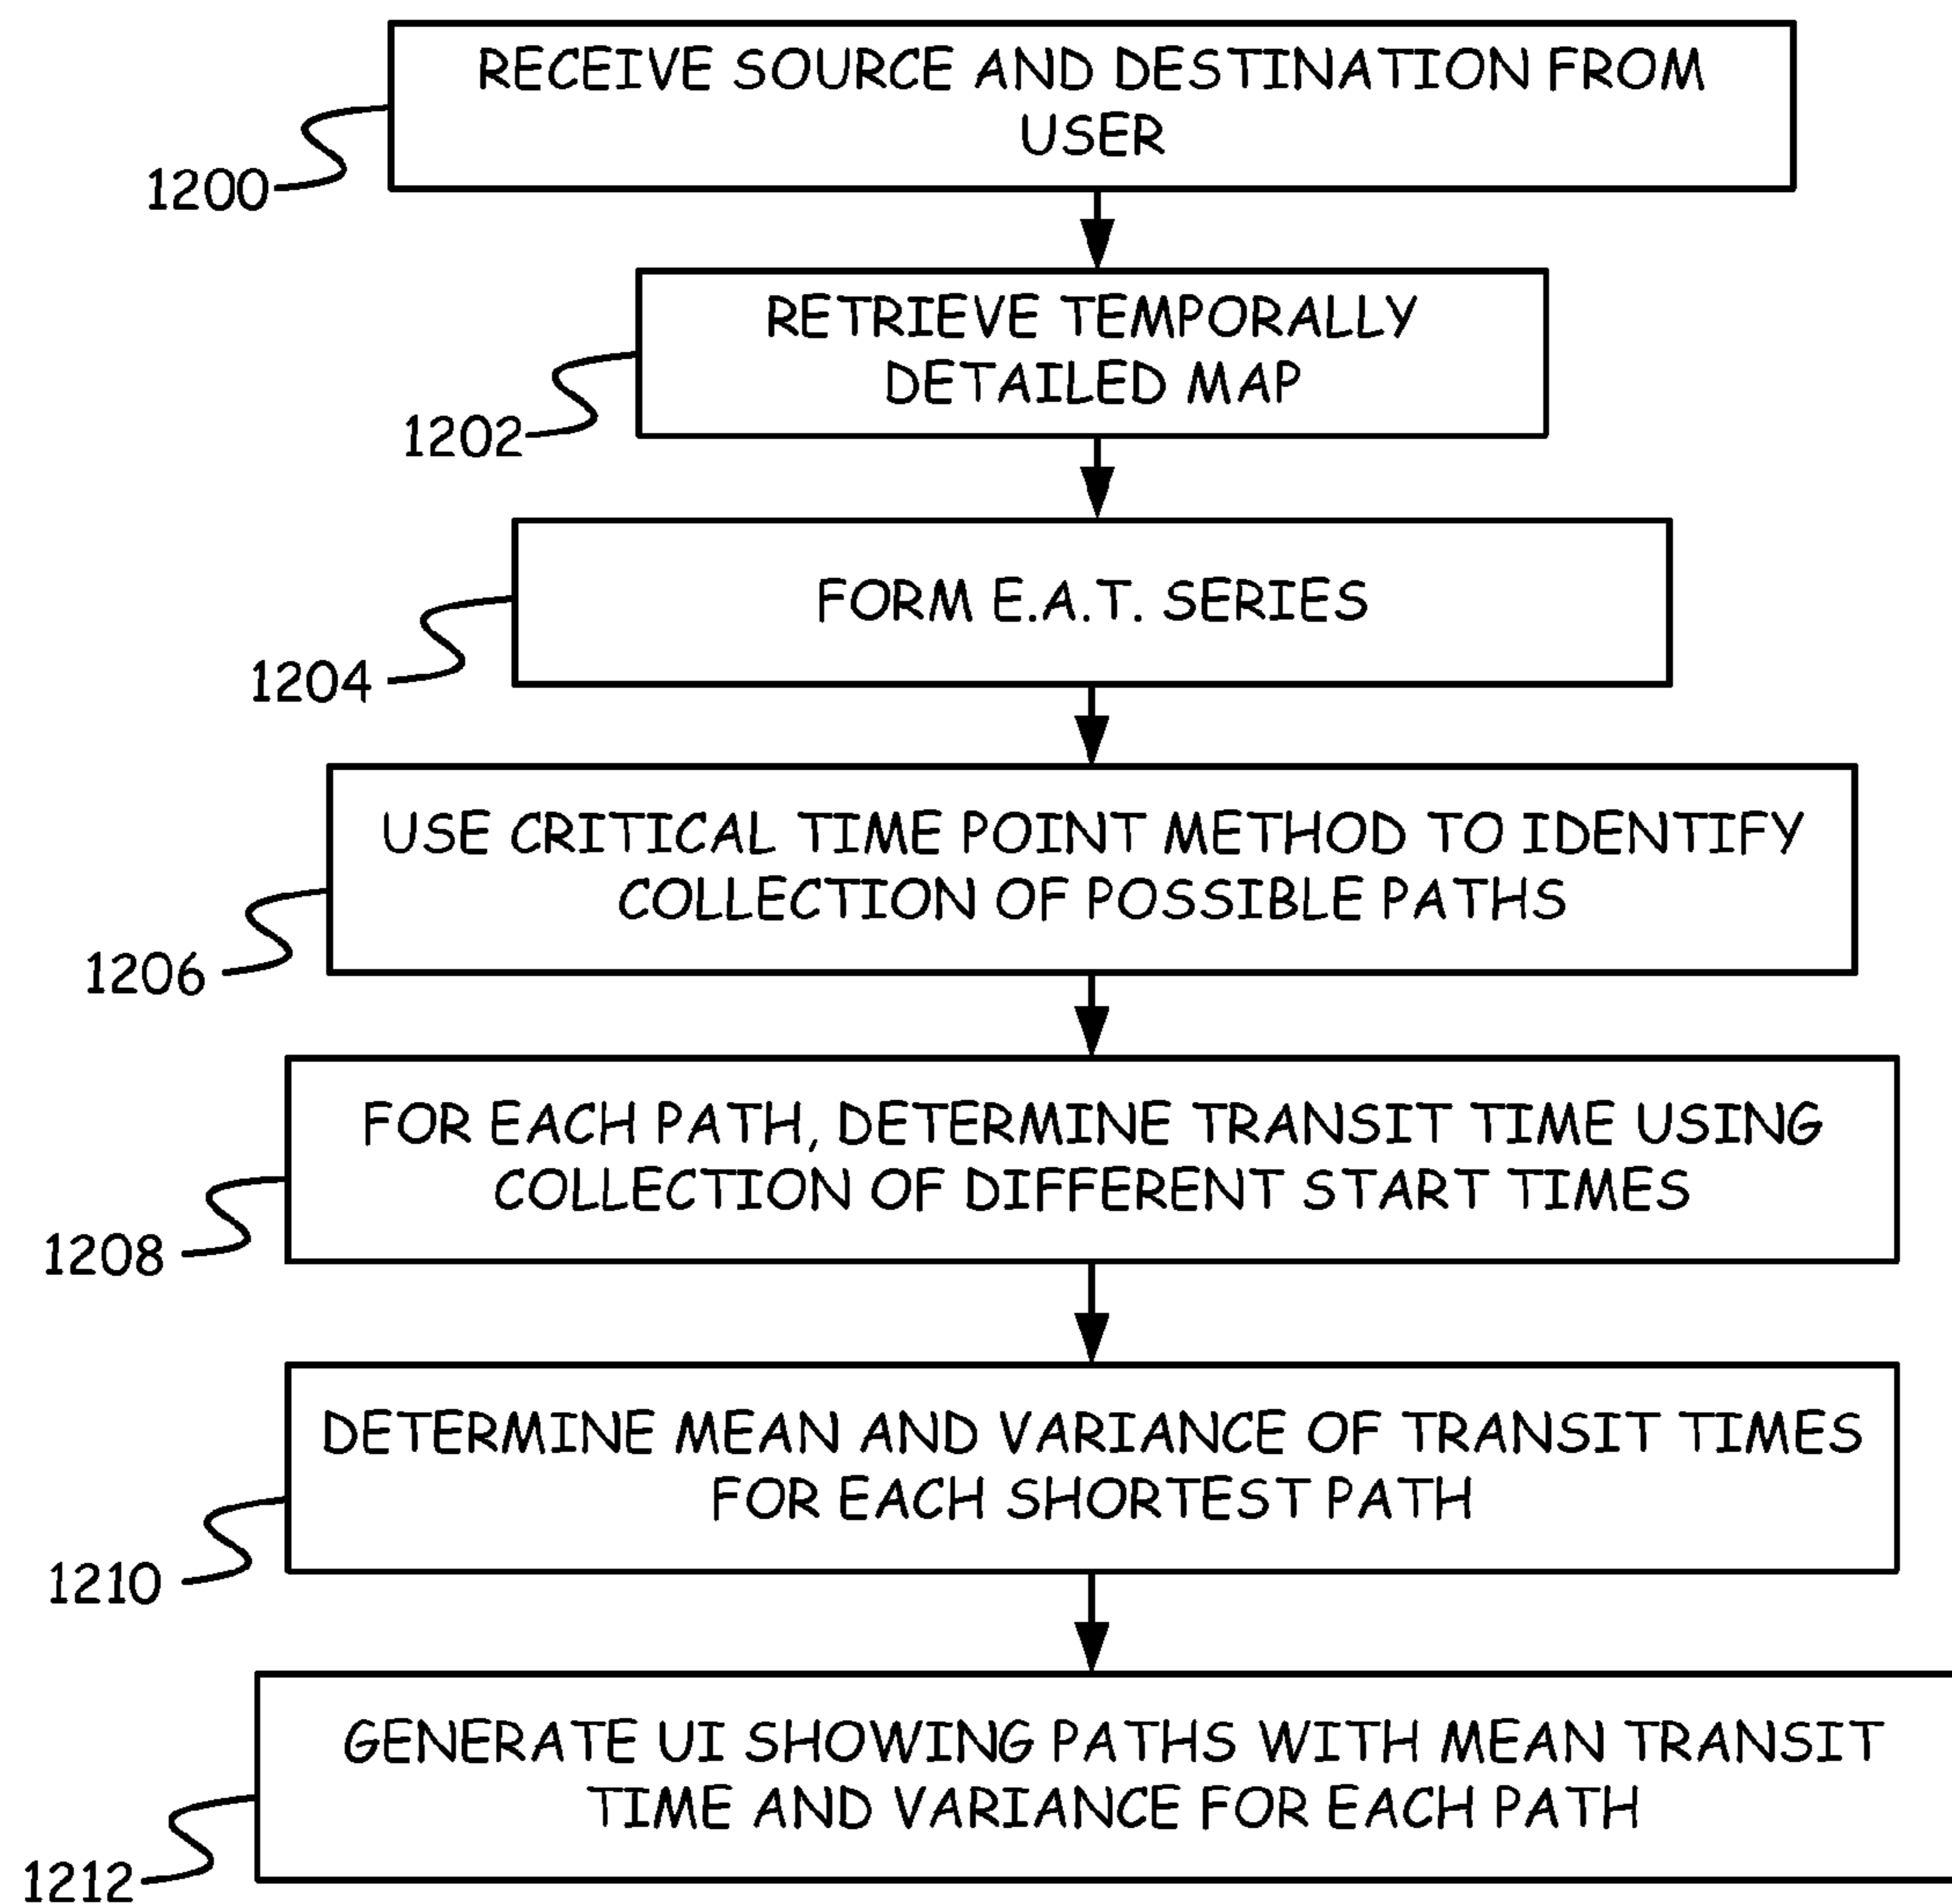 RECEIVE SOURCE AND DESTINATION FROM
USER
1200
RETRIEVE TEMPORALLY
DETAILED MAP
1202
FORM E.A.T. SERIES
1204
USE CRITICAL TIME POINT METHOD TO IDENTIFY
COLLECTION OF POSSIBLE PATHS
1206
FOR EACH PATH, DETERMINE TRANSIT TIME USING
COLLECTION OF DIFFERENT START TIMES
1208
DETERMINE MEAN AND VARIANCE OF TRANSIT TIMES
FOR EACH SHORTEST PATH
1210
GENERATE UI SHOWING PATHS WITH MEAN TRANSIT
TIME AND VARIANCE FOR EACH PATH
1212